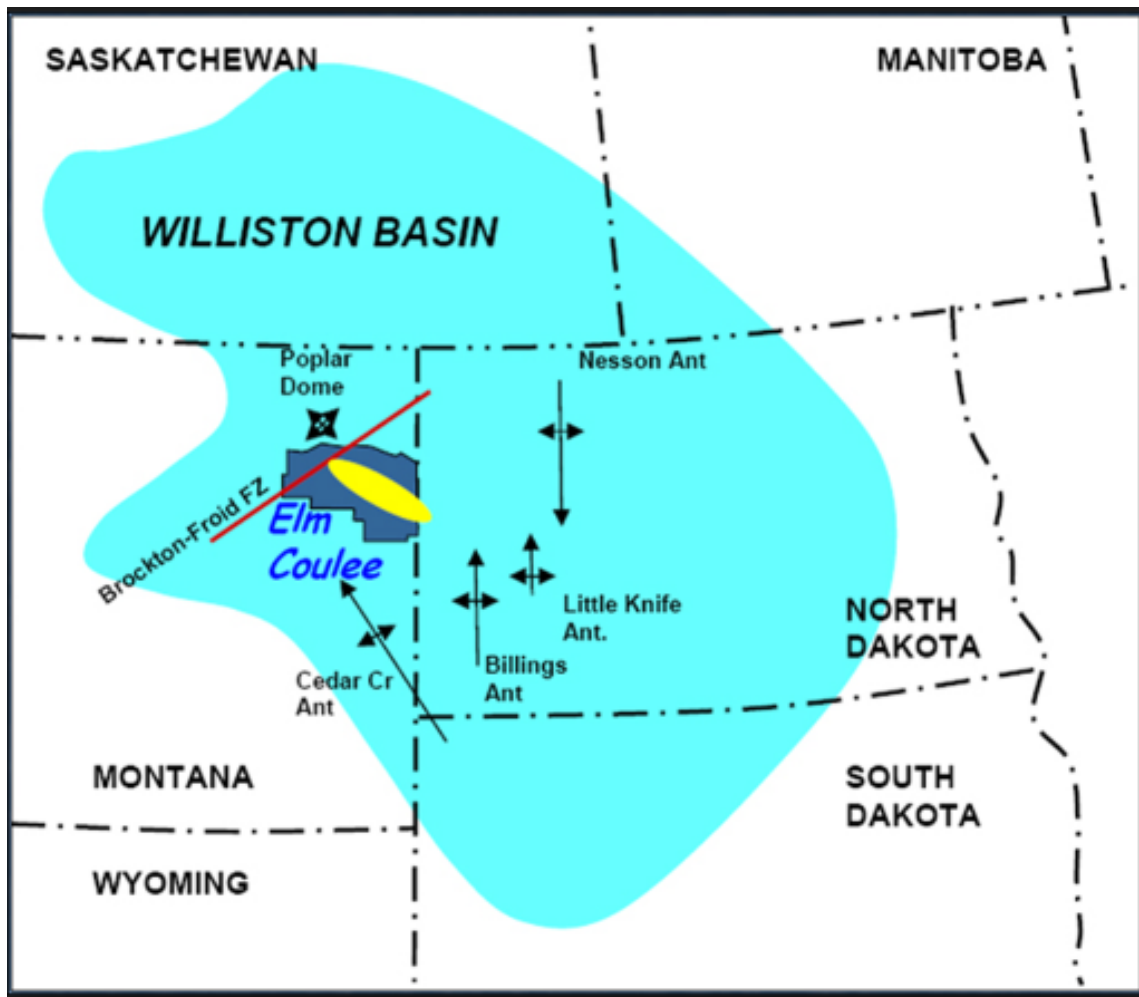 SASKATCHEWAN
MANITOBA
WILLISTON BASIN
Poplar
Dome
Nesson Ant
Brockton-Froid FZ
Elm
Coulee
Little Knife
Ant.
NORTH
DAKOTA
Billings
Ant
Cedar Cr
Ant
MONTANA
SOUTH
DAKOTA
WYOMING